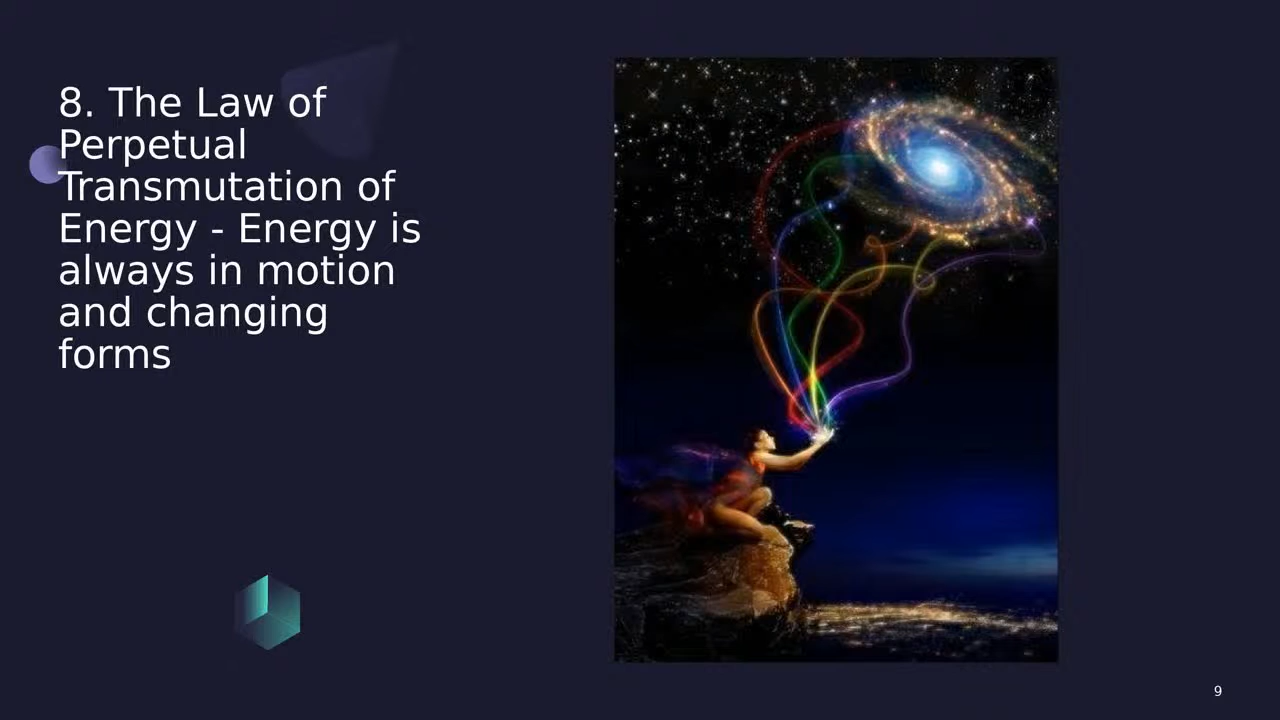 8. The Law of
Perpetual
Transmutation of
Energy - Energy is
always in motion
and changing
forms
9